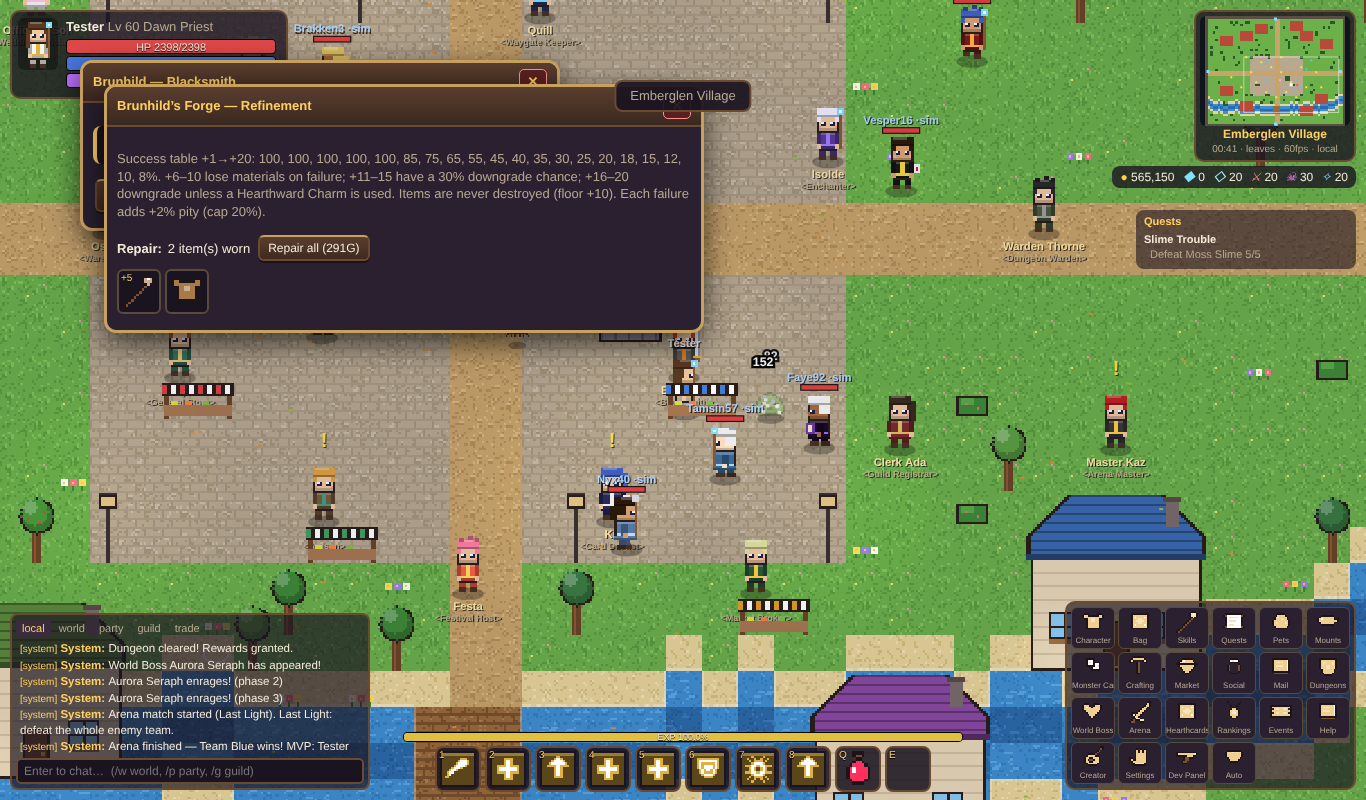 Tester Lv 60 Dawn Priest
HP 2398/2398
Brakken3 ·sim
Quill
<Waygate Keeper>
Brunhild — Blacksmith
×
Brunhild's Forge — Refinement
Emberglen Village
Success table +1→+20: 100, 100, 100, 100, 100, 85, 75, 65, 55, 45, 40, 35, 30, 25, 20, 18, 15, 12,
10, 8%. +6-10 lose materials on failure; +11–15 have a 30% downgrade chance; +16–20
downgrade unless a Hearthward Charm is used. Items are never destroyed (floor +10). Each failure
adds +2% pity (cap 20%).
Repair: 2 item(s) worn
Repair all (291G)
+5
Vesper16 ·sim
Isolde
<Enchanter>
Warden Thorne
<Dungeon Warden>
Emberglen Village
00:41 · leaves · 60fps · local
565,150
0
20
20
30
20
Quests
Slime Trouble
Defeat Moss Slime 5/5
Tester
152
Faye92 ·sim
Tamsin57 ·sim
!
!
!
Clerk Ada
<Guild Registrar>
Master Kaz
<Arena Master>
Nyx40 ·sim
Festa
<Festival Host>
local
world
party
guild
trade
[system] System: Dungeon cleared! Rewards granted.
[system] System: World Boss Aurora Seraph has appeared!
[system] System: Aurora Seraph enrages! (phase 2)
[system] System: Aurora Seraph enrages! (phase 3)
[system] System: Arena match started (Last Light). Last Light:
defeat the whole enemy team.
[system] System: Arena finished — Team Blue wins! MVP: Tester
Enter to chat… (/w world, /p party, /g guild)
EXP 100.0%
1
2
3
4
5
6
7
8
Q
E
Character
Bag
Skills
Quests
Pets
Mounts
Monster Ca
Crafting
Market
Social
Mail
Dungeons
World Boss
Arena
Hearthcards
Rankings
Events
Help
Creator
Settings
Dev Panel
Auto